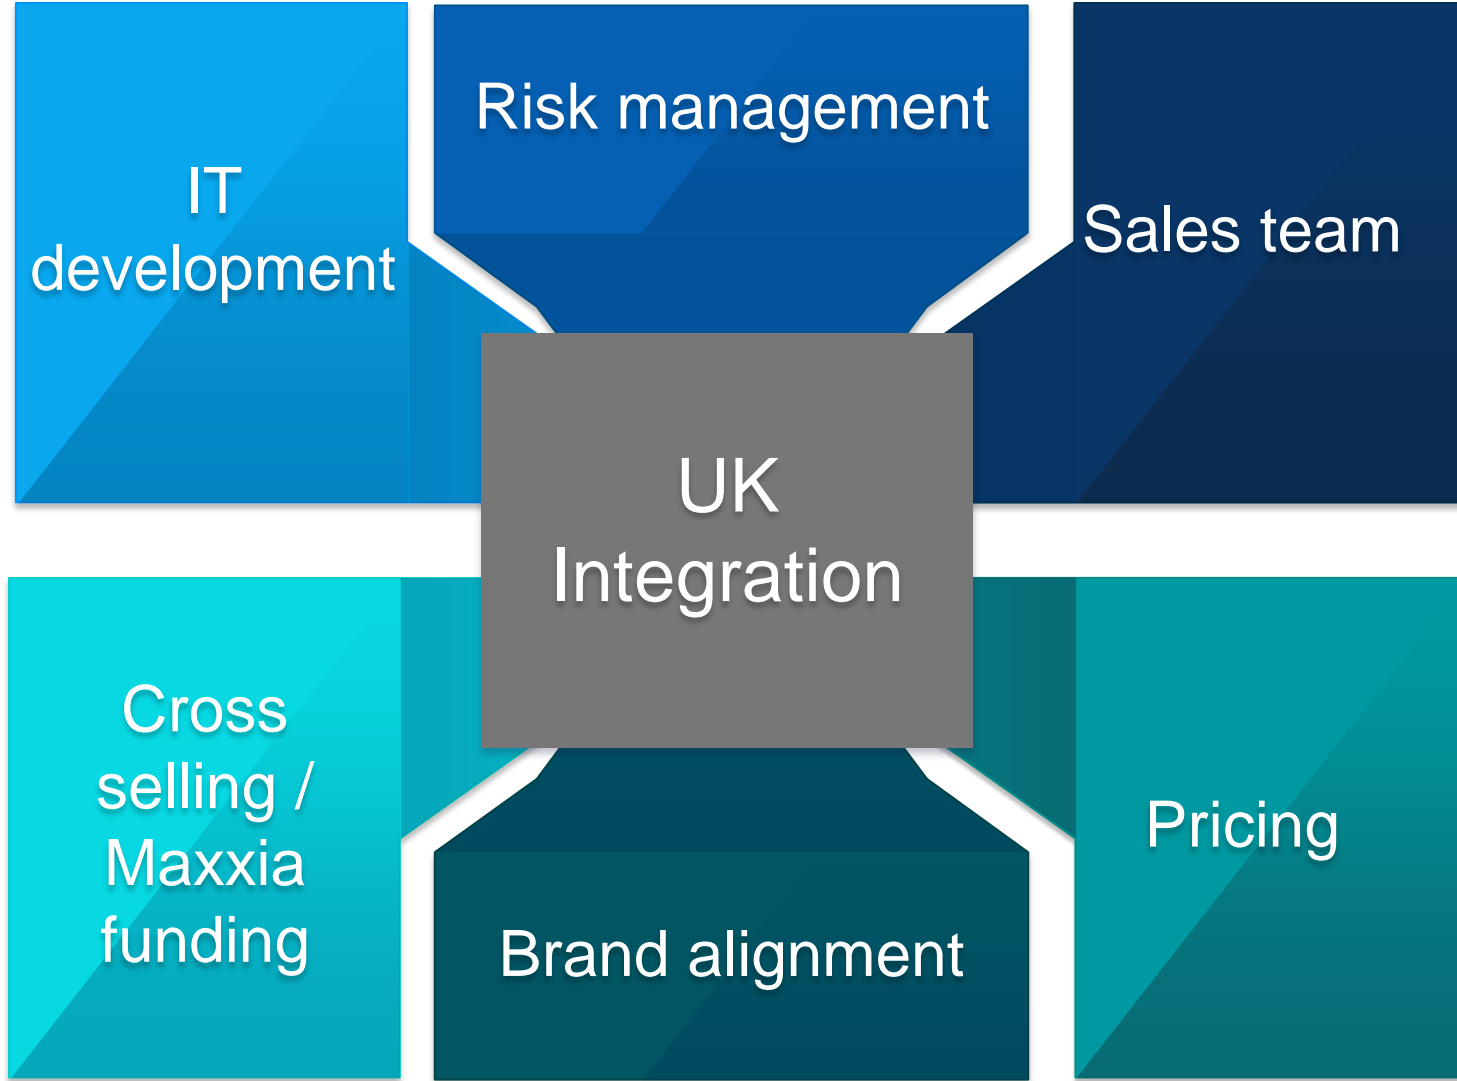 Risk management
IT
development
Sales team
UK
Integration
Cross
selling /
Maxxia
funding
Pricing
Brand alignment